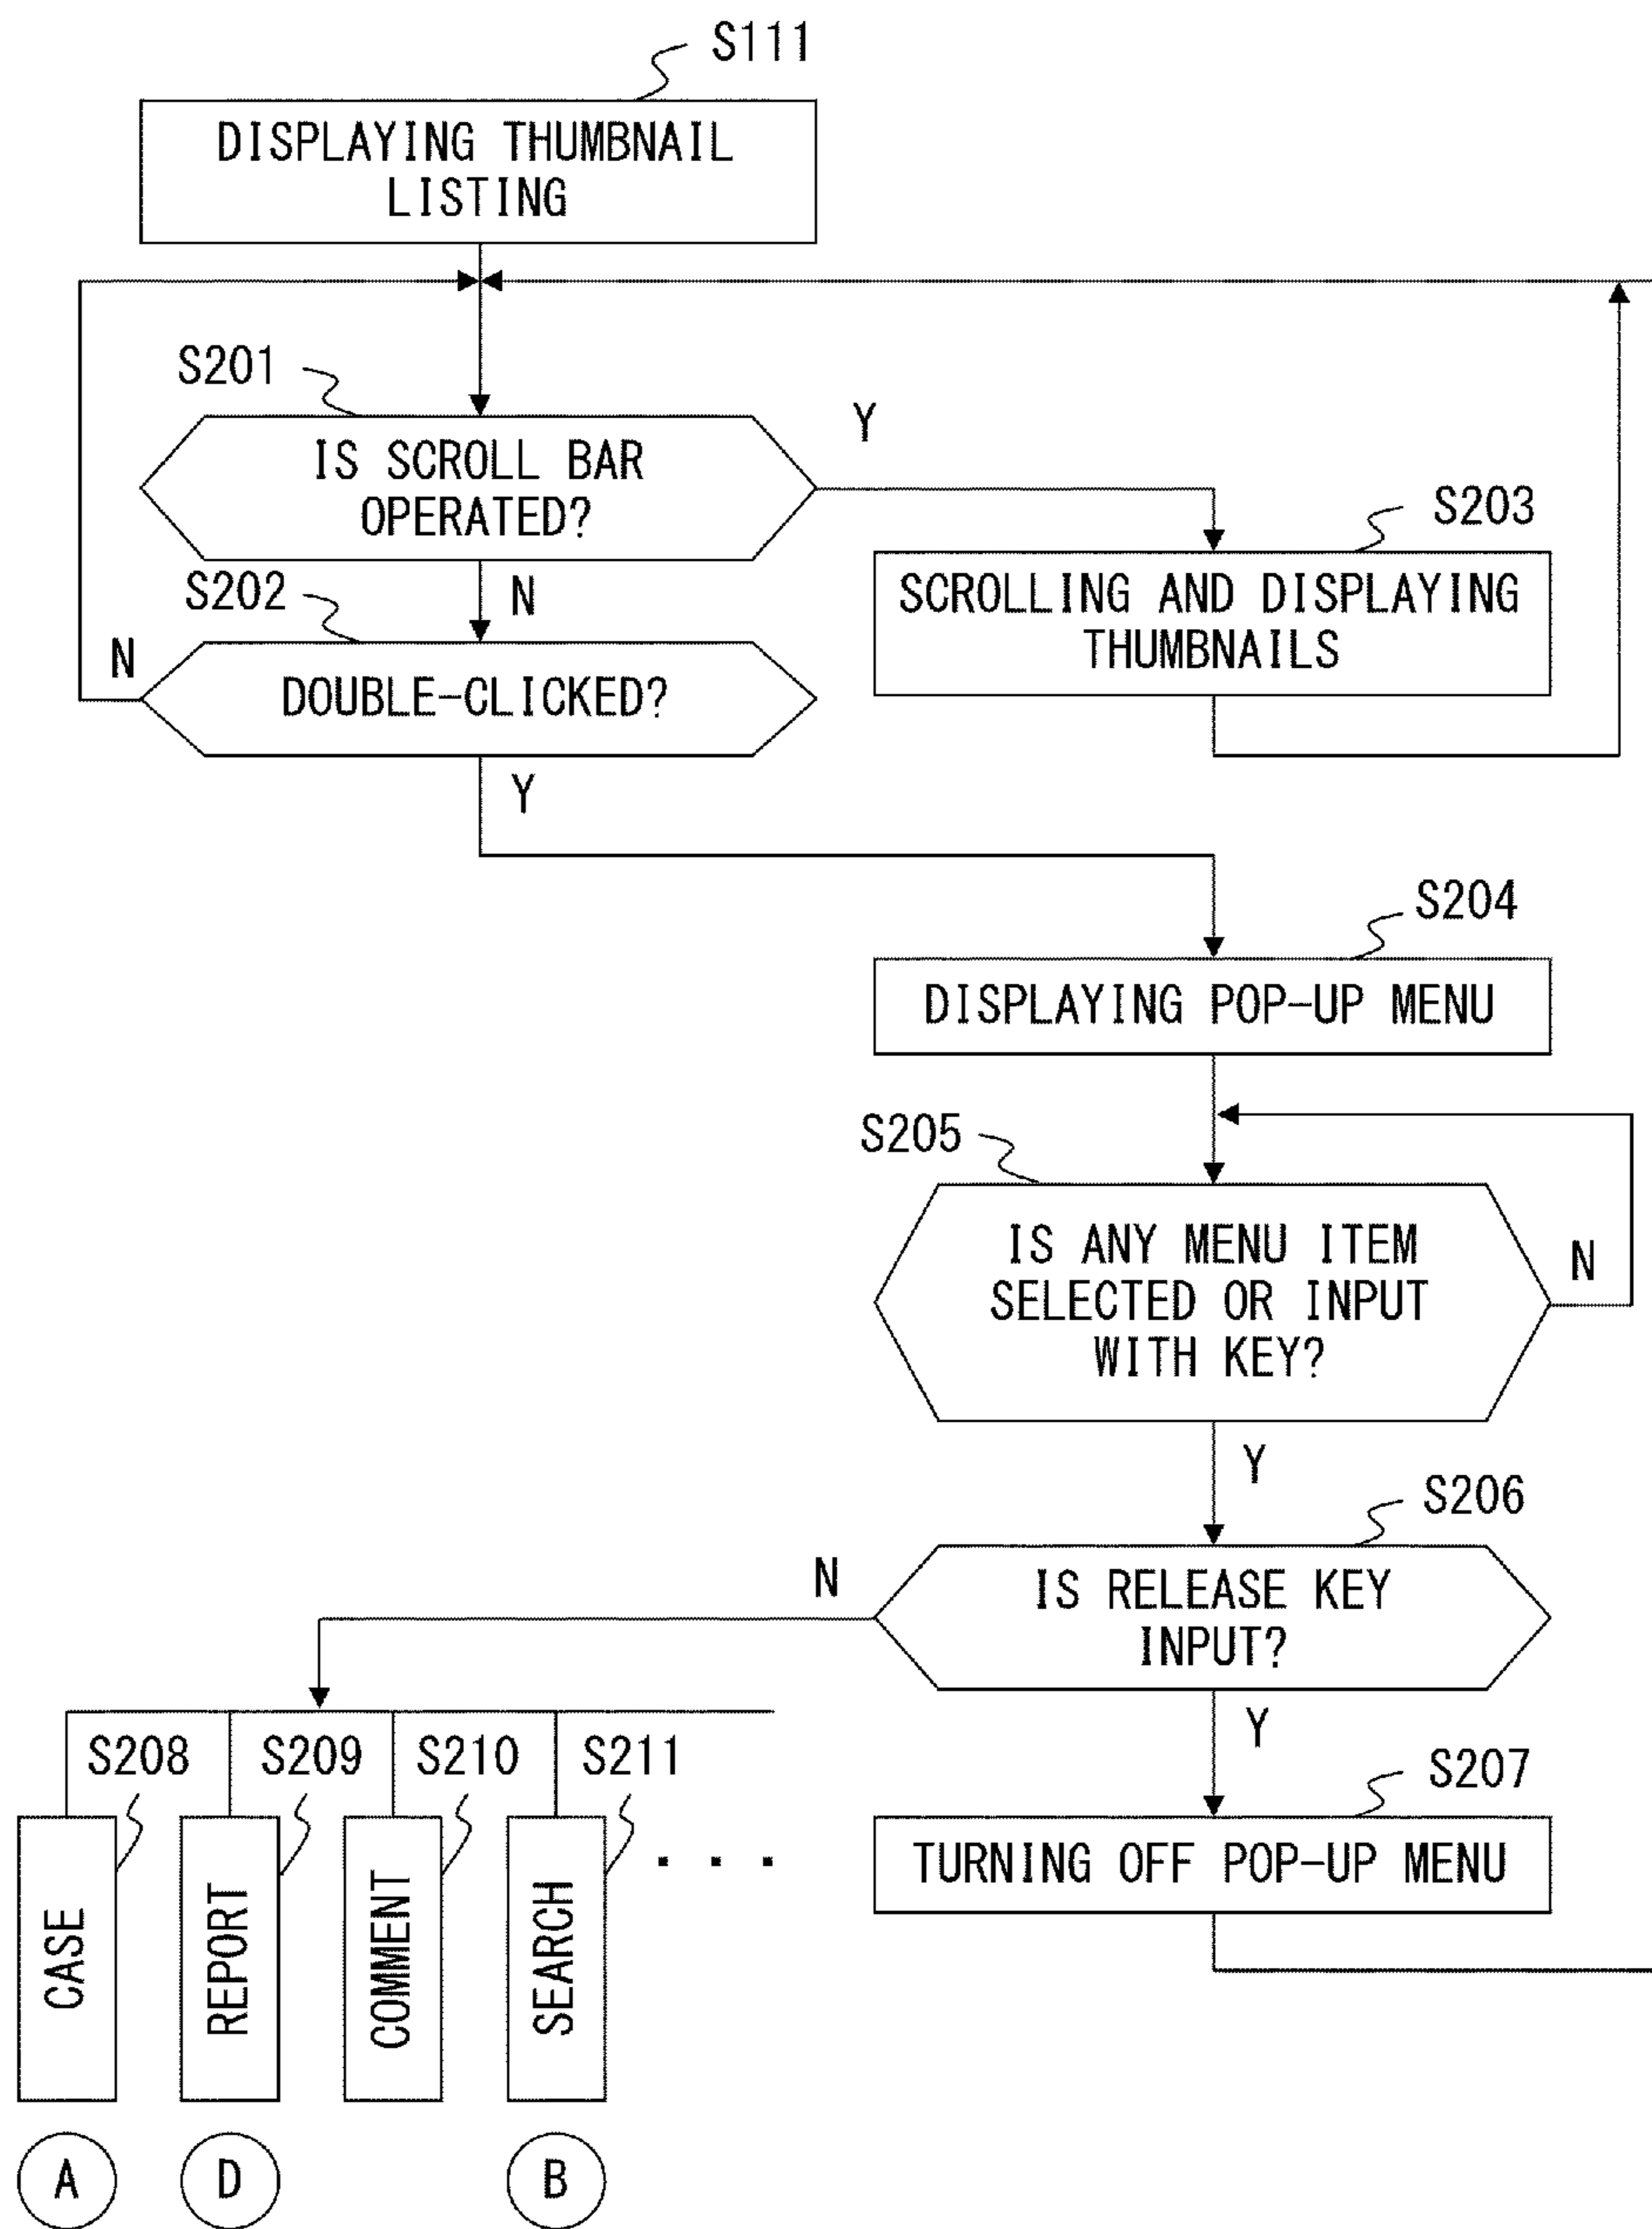 S111
DISPLAYING THUMBNAIL
LISTING
S201
IS SCROLL BAR
OPERATED?
Y
N
S203
SCROLLING AND DISPLAYING
THUMBNAILS
S202
DOUBLE-CLICKED?
N
Y
S204
DISPLAYING POP-UP MENU
S205
IS ANY MENU ITEM
SELECTED OR INPUT
WITH KEY?
N
Y
S206
IS RELEASE KEY
INPUT?
N
Y
S207
TURNING OFF POP-UP MENU
S208
S209
S210
S211
CASE
REPORT
COMMENT
SEARCH
. . .
A
D
B